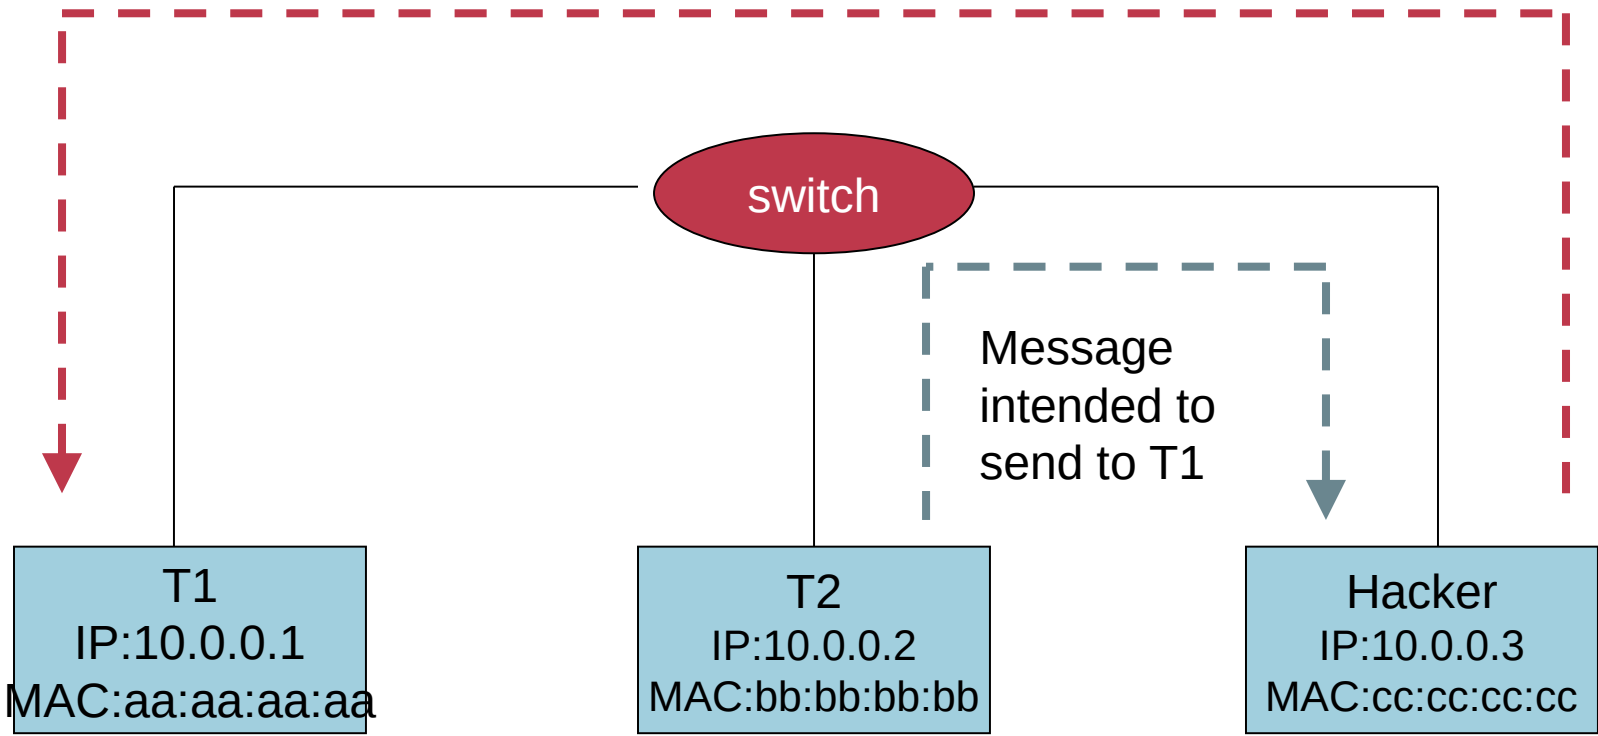 switch
Message
intended to
send to T1
T1
IP:10.0.0.1
MAC:aa:aa:aa:aa
T2
IP:10.0.0.2
MAC:bb:bb:bb:bb
Hacker
IP:10.0.0.3
MAC:cc:cc:cc:cc